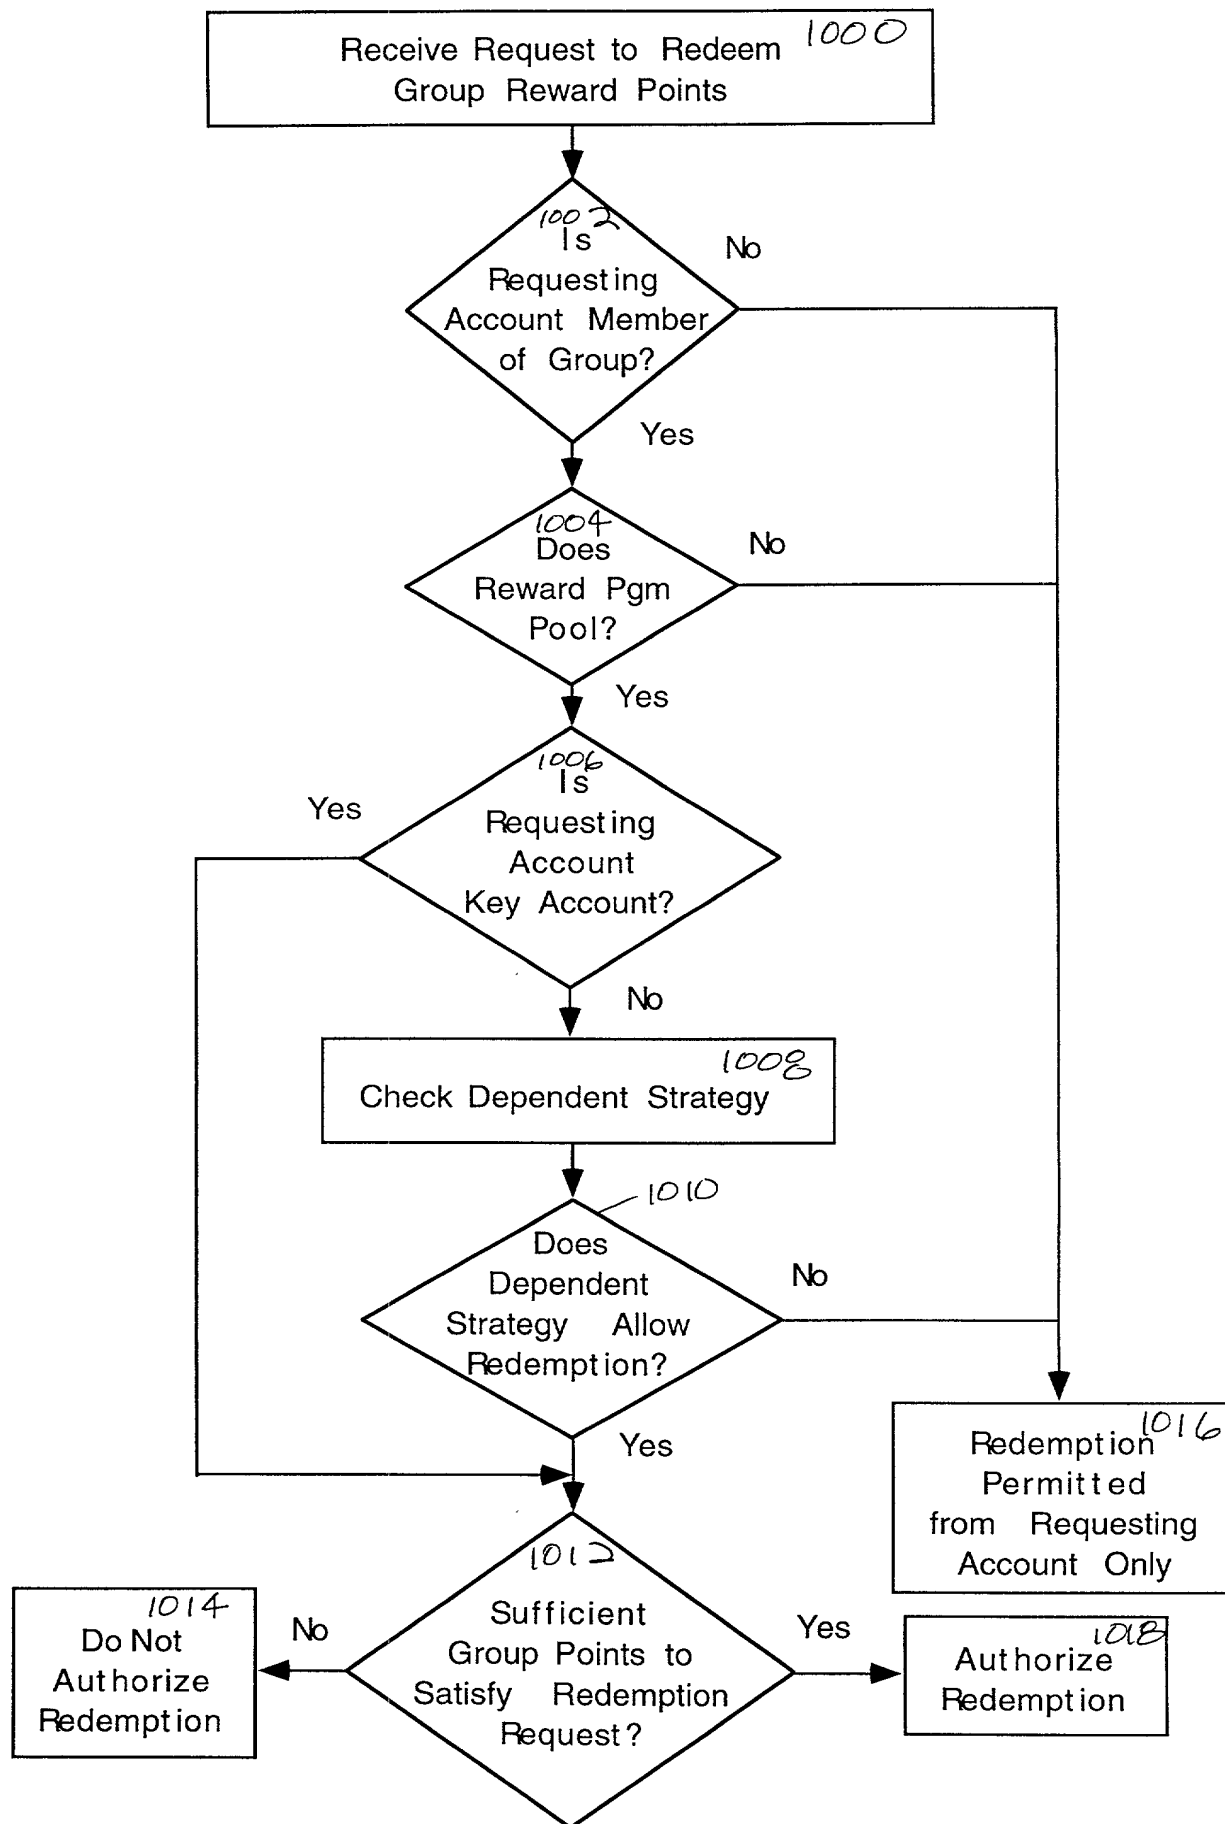 Receive Request to Redeem 1000
Group Reward Points
1002
Is
Requesting
Account Member
of Group?
No
Yes
1004
Does
Reward Pgm
Pool?
No
Yes
1006
Is
Requesting
Account
Key Account?
Yes
No
1008
Check Dependent Strategy
1010
Does
Dependent
Strategy Allow
Redemption?
No
Yes
1016
Redemption
Permitted
from Requesting
Account Only
1012
Sufficient
Group Points to
Satisfy Redemption
Request?
No
Yes
1014
Do Not
Authorize
Redemption
1018
Authorize
Redemption